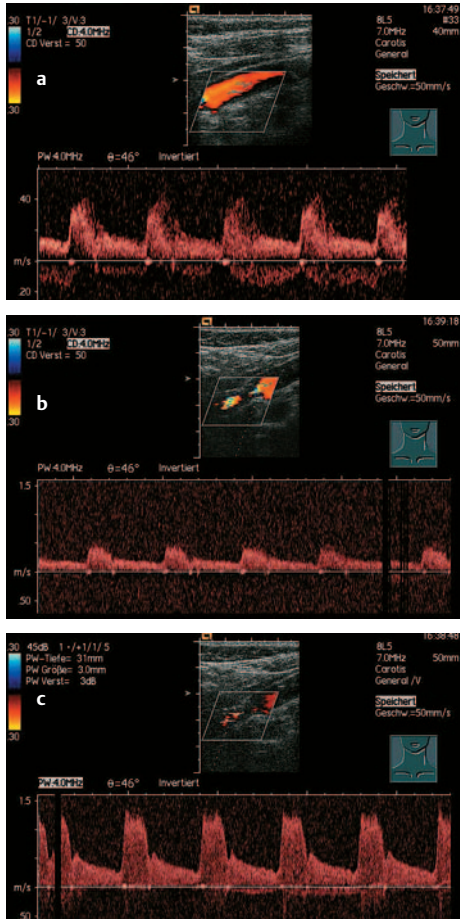 30 T1/-1/ 3/V:3
1/2 CD:4.0MHz
CD Verst = 50
30
a
16:37:49
8L5 #33
7.0MHz 40mm
Carotis
General
Speichert
Geschw.=50mm/s
PW:4.0MHz θ=46° Invertiert
40
m/s
20
30 T1/-1/ 3/V:3
1/2 CD:4.0MHz
CD Verst = 50
30
b
16:39:18
8L5
7.0MHz 50mm
Carotis
General
Speichert
Geschw.=50mm/s
PW:4.0MHz θ=46° Invertiert
1.5
m/s
.50
30 45dB 1 ·/+1/1/ 5
PW-Tiefe= 31mm
PW Größe= 3.0mm
PW Verst= 3dB
30
c
16:38:48
8L5
7.0MHz 50mm
Carotis
General /V
Speichert
Geschw.=50mm/s
PW:4.0MHz θ=46° Invertiert
1.5
m/s
.50